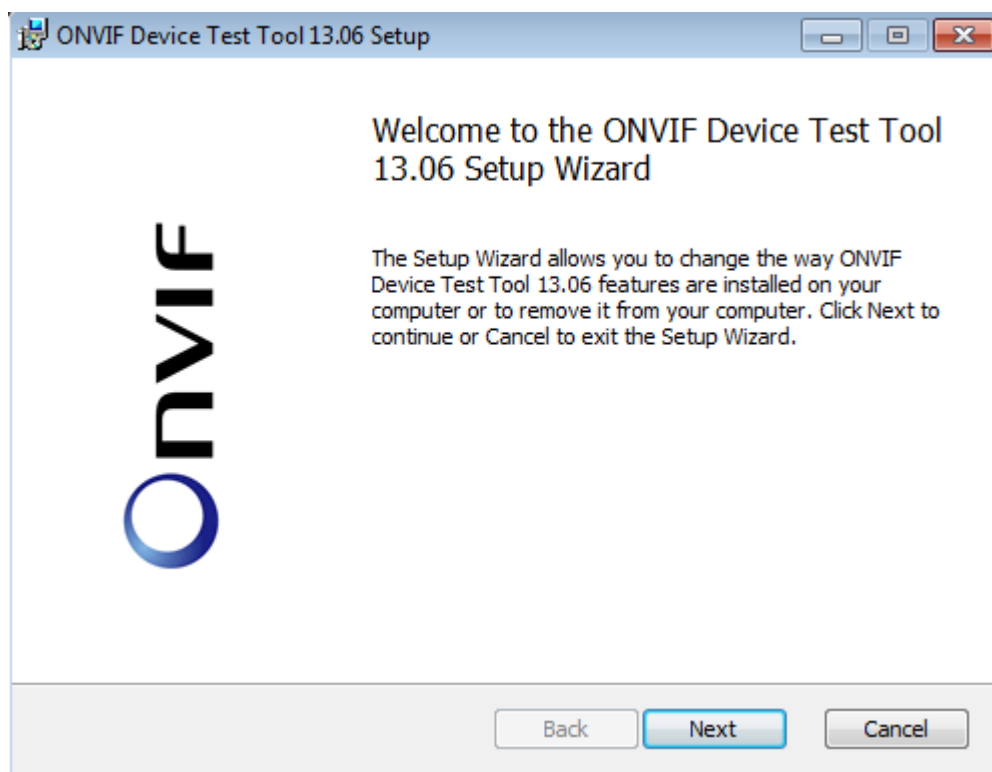 ONVIF Device Test Tool 13.06 Setup
Welcome to the ONVIF Device Test Tool
13.06 Setup Wizard
The Setup Wizard allows you to change the way ONVIF
Device Test Tool 13.06 features are installed on your
computer or to remove it from your computer. Click Next to
continue or Cancel to exit the Setup Wizard.
Onvif
Back
Next
Cancel